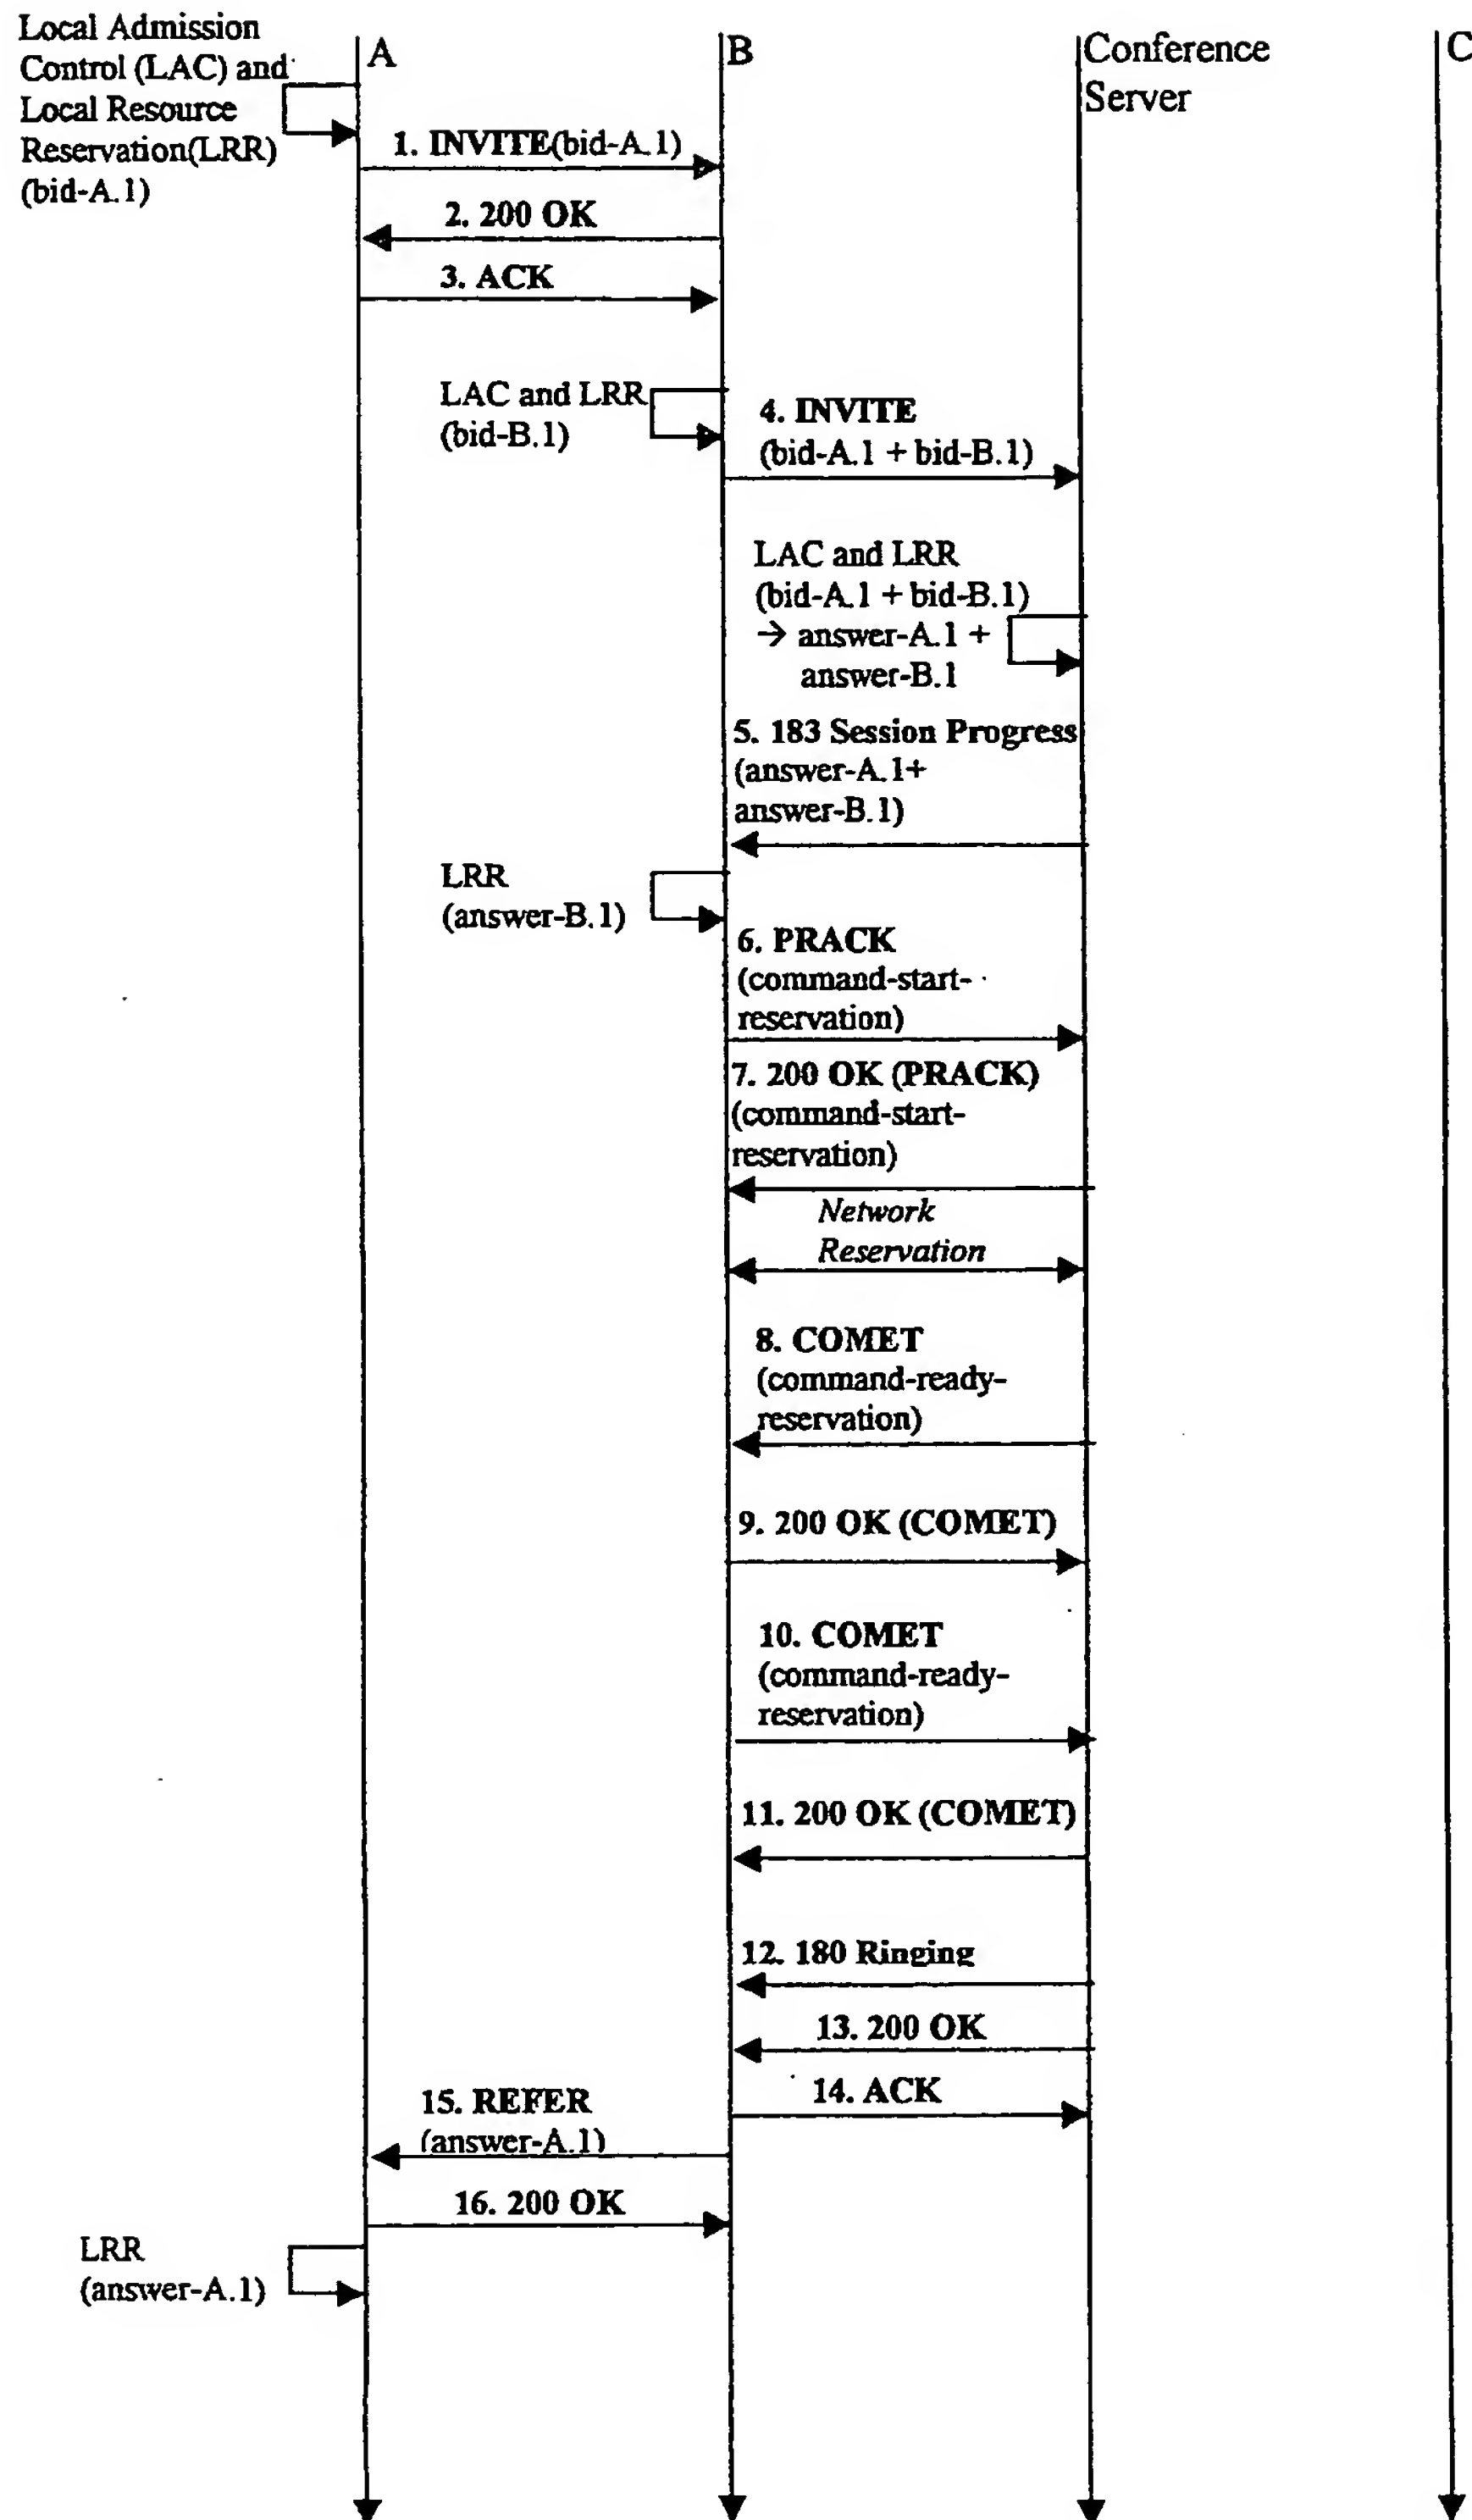 Local Admission
Control (LAC) and
Local Resource
Reservation(LRR)
(bid-A.1)
A
B
Conference
Server
C
1. INVITE(bid-A.1)
2. 200 OK
3. ACK
LAC and LRR
(bid-B.1)
4. INVITE
(bid-A.1 + bid-B.1)
LAC and LRR
(bid-A.1 + bid-B.1)
→ answer-A.1 +
answer-B.1
5. 183 Session Progress
(answer-A.1+
answer-B.1)
LRR
(answer-B.1)
6. PRACK
(command-start-
reservation)
7. 200 OK (PRACK)
(command-start-
reservation)
Network
Reservation
8. COMET
(command-ready-
reservation)
9. 200 OK (COMET)
10. COMET
(command-ready-
reservation)
11. 200 OK (COMET)
12. 180 Ringing
13. 200 OK
14. ACK
15. REFER
(answer-A.1)
16. 200 OK
LRR
(answer-A.1)